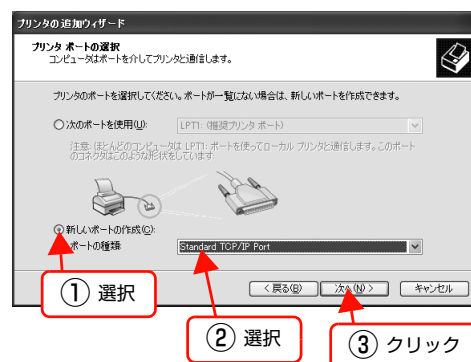 プリンタの追加ウィザード
プリンタ ポートの選択
コンピュータはポートを介してプリンタと通信します。
プリンタのポートを選択してください。ポートが一覧にない場合は、新しいポートを作成できます。
次のポートを使用(U):
LPT1: (推奨プリンタ ポート)
注意: ほとんどのコンピュータは LPT1: ポートを使ってローカル プリンタと通信します。このポート
のコネクタはこのような形状をしています:
新しいポートの作成(C):
ポートの種類:
Standard TCP/IP Port
< 戻る(B)
次へ(N) >
キャンセル
① 選択
② 選択
③ クリック